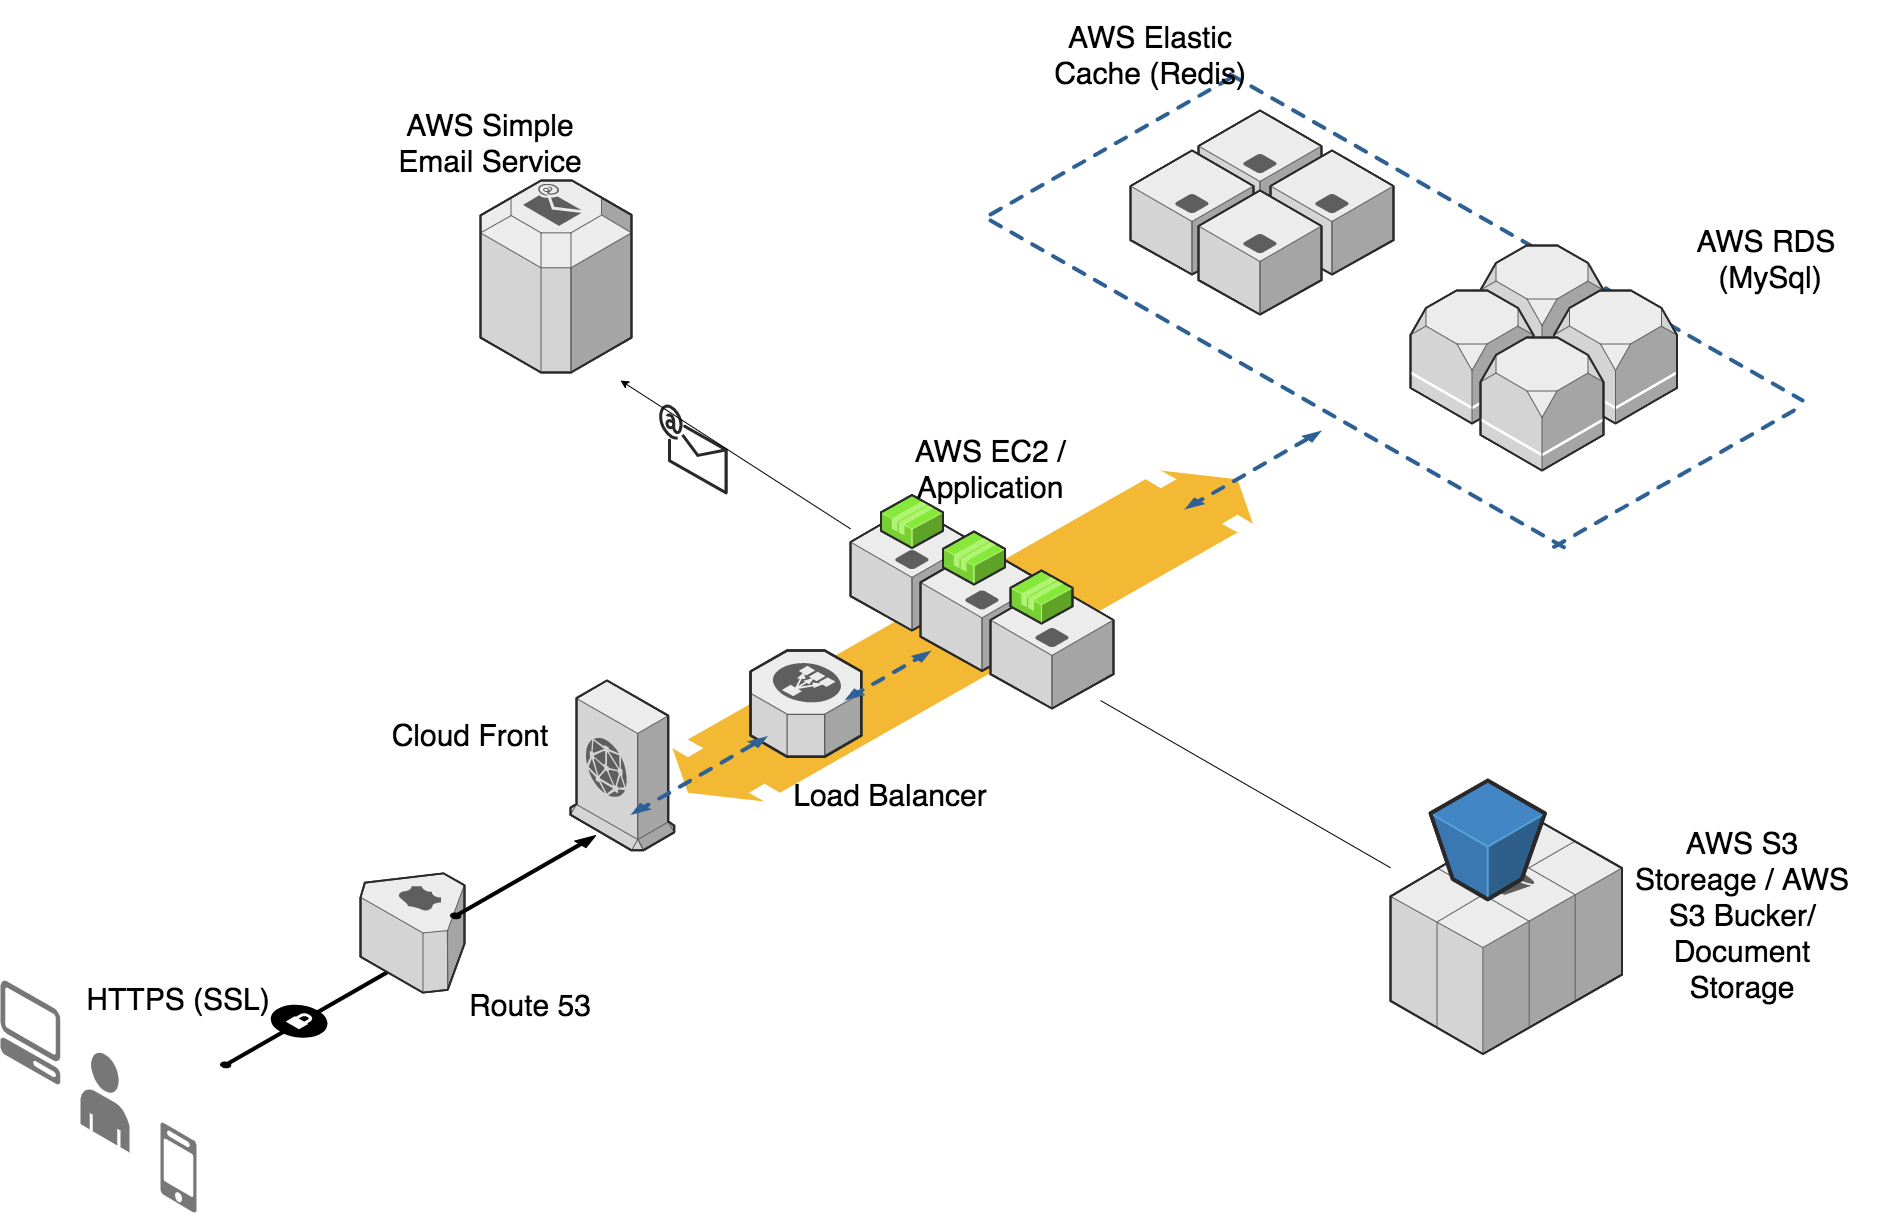 AWS Elastic
Cache (Redis)
AWS Simple
Email Service
AWS RDS
(MySql)
AWS EC2 /
Application
Cloud Front
Load Balancer
AWS S3
Storeage / AWS
S3 Bucker/
Document
Storage
HTTPS (SSL)
Route 53